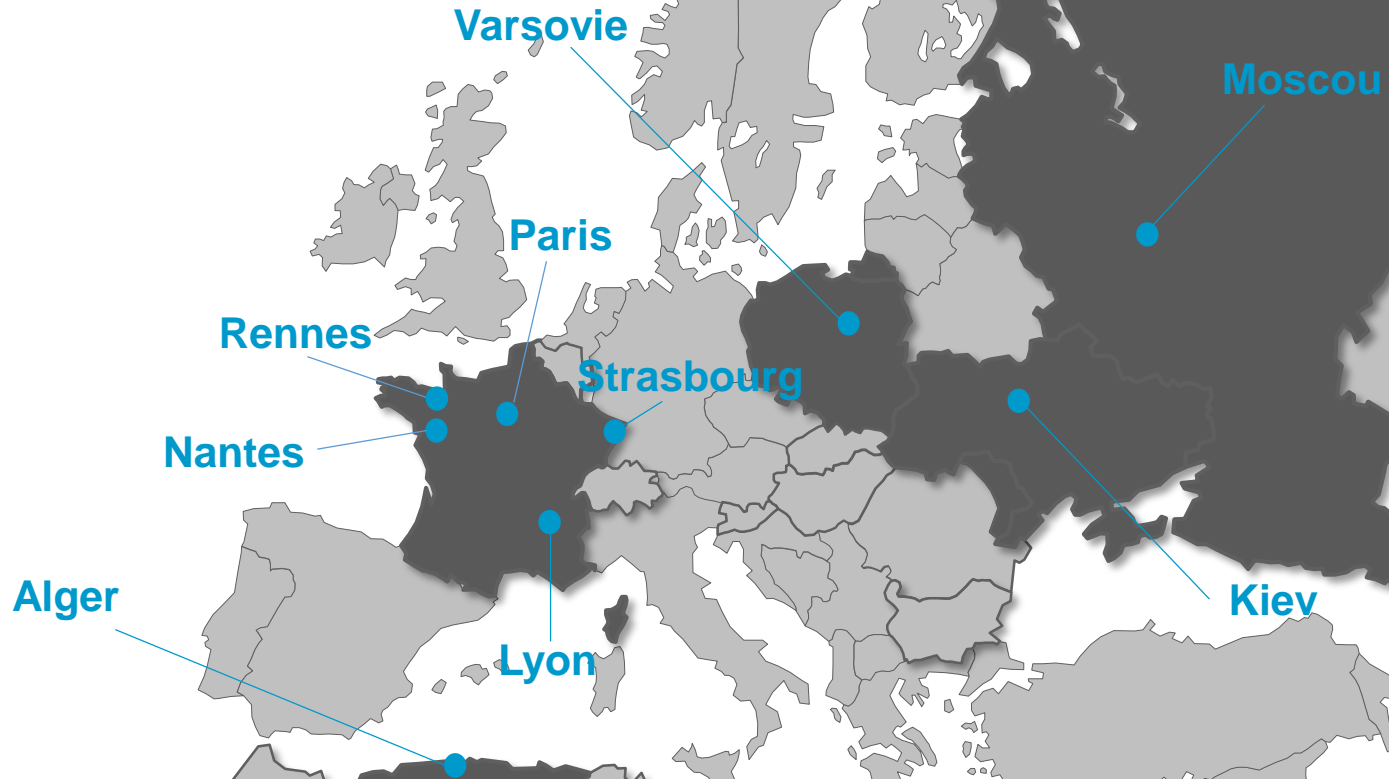 Varsovie
Moscou
Paris
Rennes
Strasbourg
Nantes
Alger
Kiev
Lyon